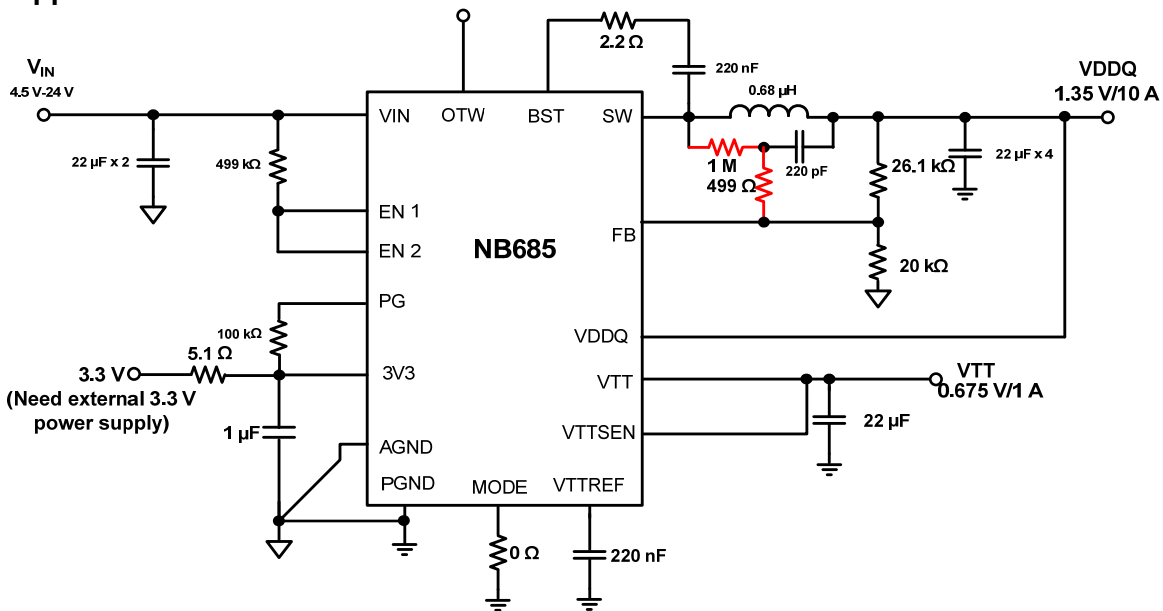 2.2 Ω
VIN
4.5 V-24 V
220 nF
VDDQ
1.35 V/10 A
0.68 µH
VIN
OTW
BST
SW
22 µF x 2
499 kΩ
1 M
499 Ω
220 pF
26.1 kΩ
22 µF x 4
EN 1
FB
EN 2
NB685
20 kΩ
PG
100 kΩ
VDDQ
5.1 Ω
3.3 V
(Need external 3.3 V
power supply)
3V3
VTT
VTT
0.675 V/1 A
1 µF
VTTSEN
22 µF
AGND
PGND
MODE
VTTREF
0 Ω
220 nF